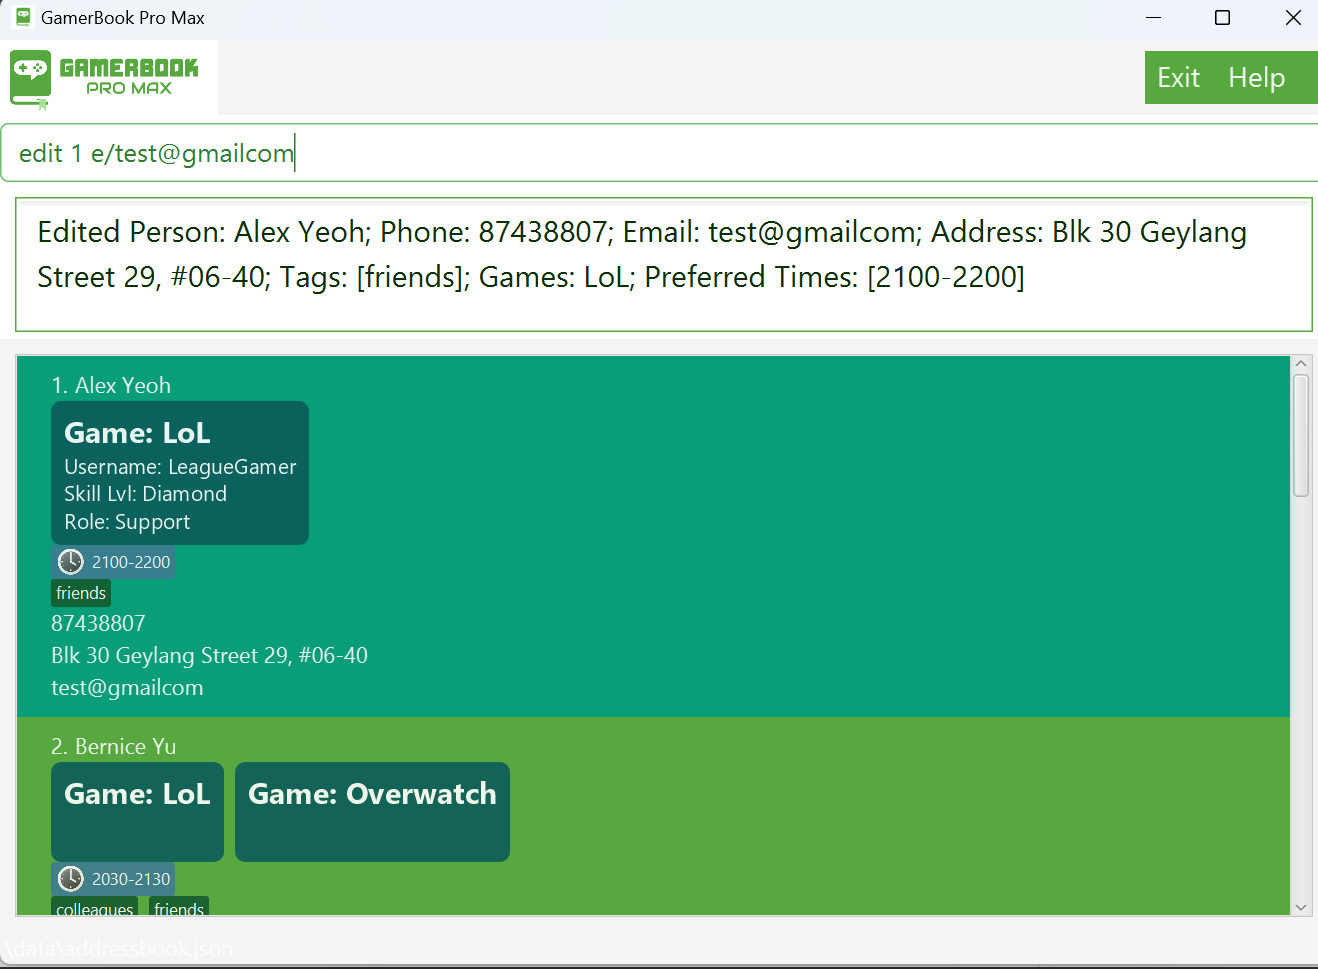 GamerBook Pro Max
GAMERBOOK
PRO MAX
Exit Help
edit 1 e/test@gmailcom
Edited Person: Alex Yeoh; Phone: 87438807; Email: test@gmailcom; Address: Blk 30 Geylang
Street 29, #06-40; Tags: [friends]; Games: LoL; Preferred Times: [2100-2200]
1. Alex Yeoh
Game: LoL
Username: LeagueGamer
Skill Lvl: Diamond
Role: Support
2100-2200
friends
87438807
Blk 30 Geylang Street 29, #06-40
test@gmailcom
2. Bernice Yu
Game: LoL Game: Overwatch
2030-2130
colleagues friends
.\data\addressbook.json